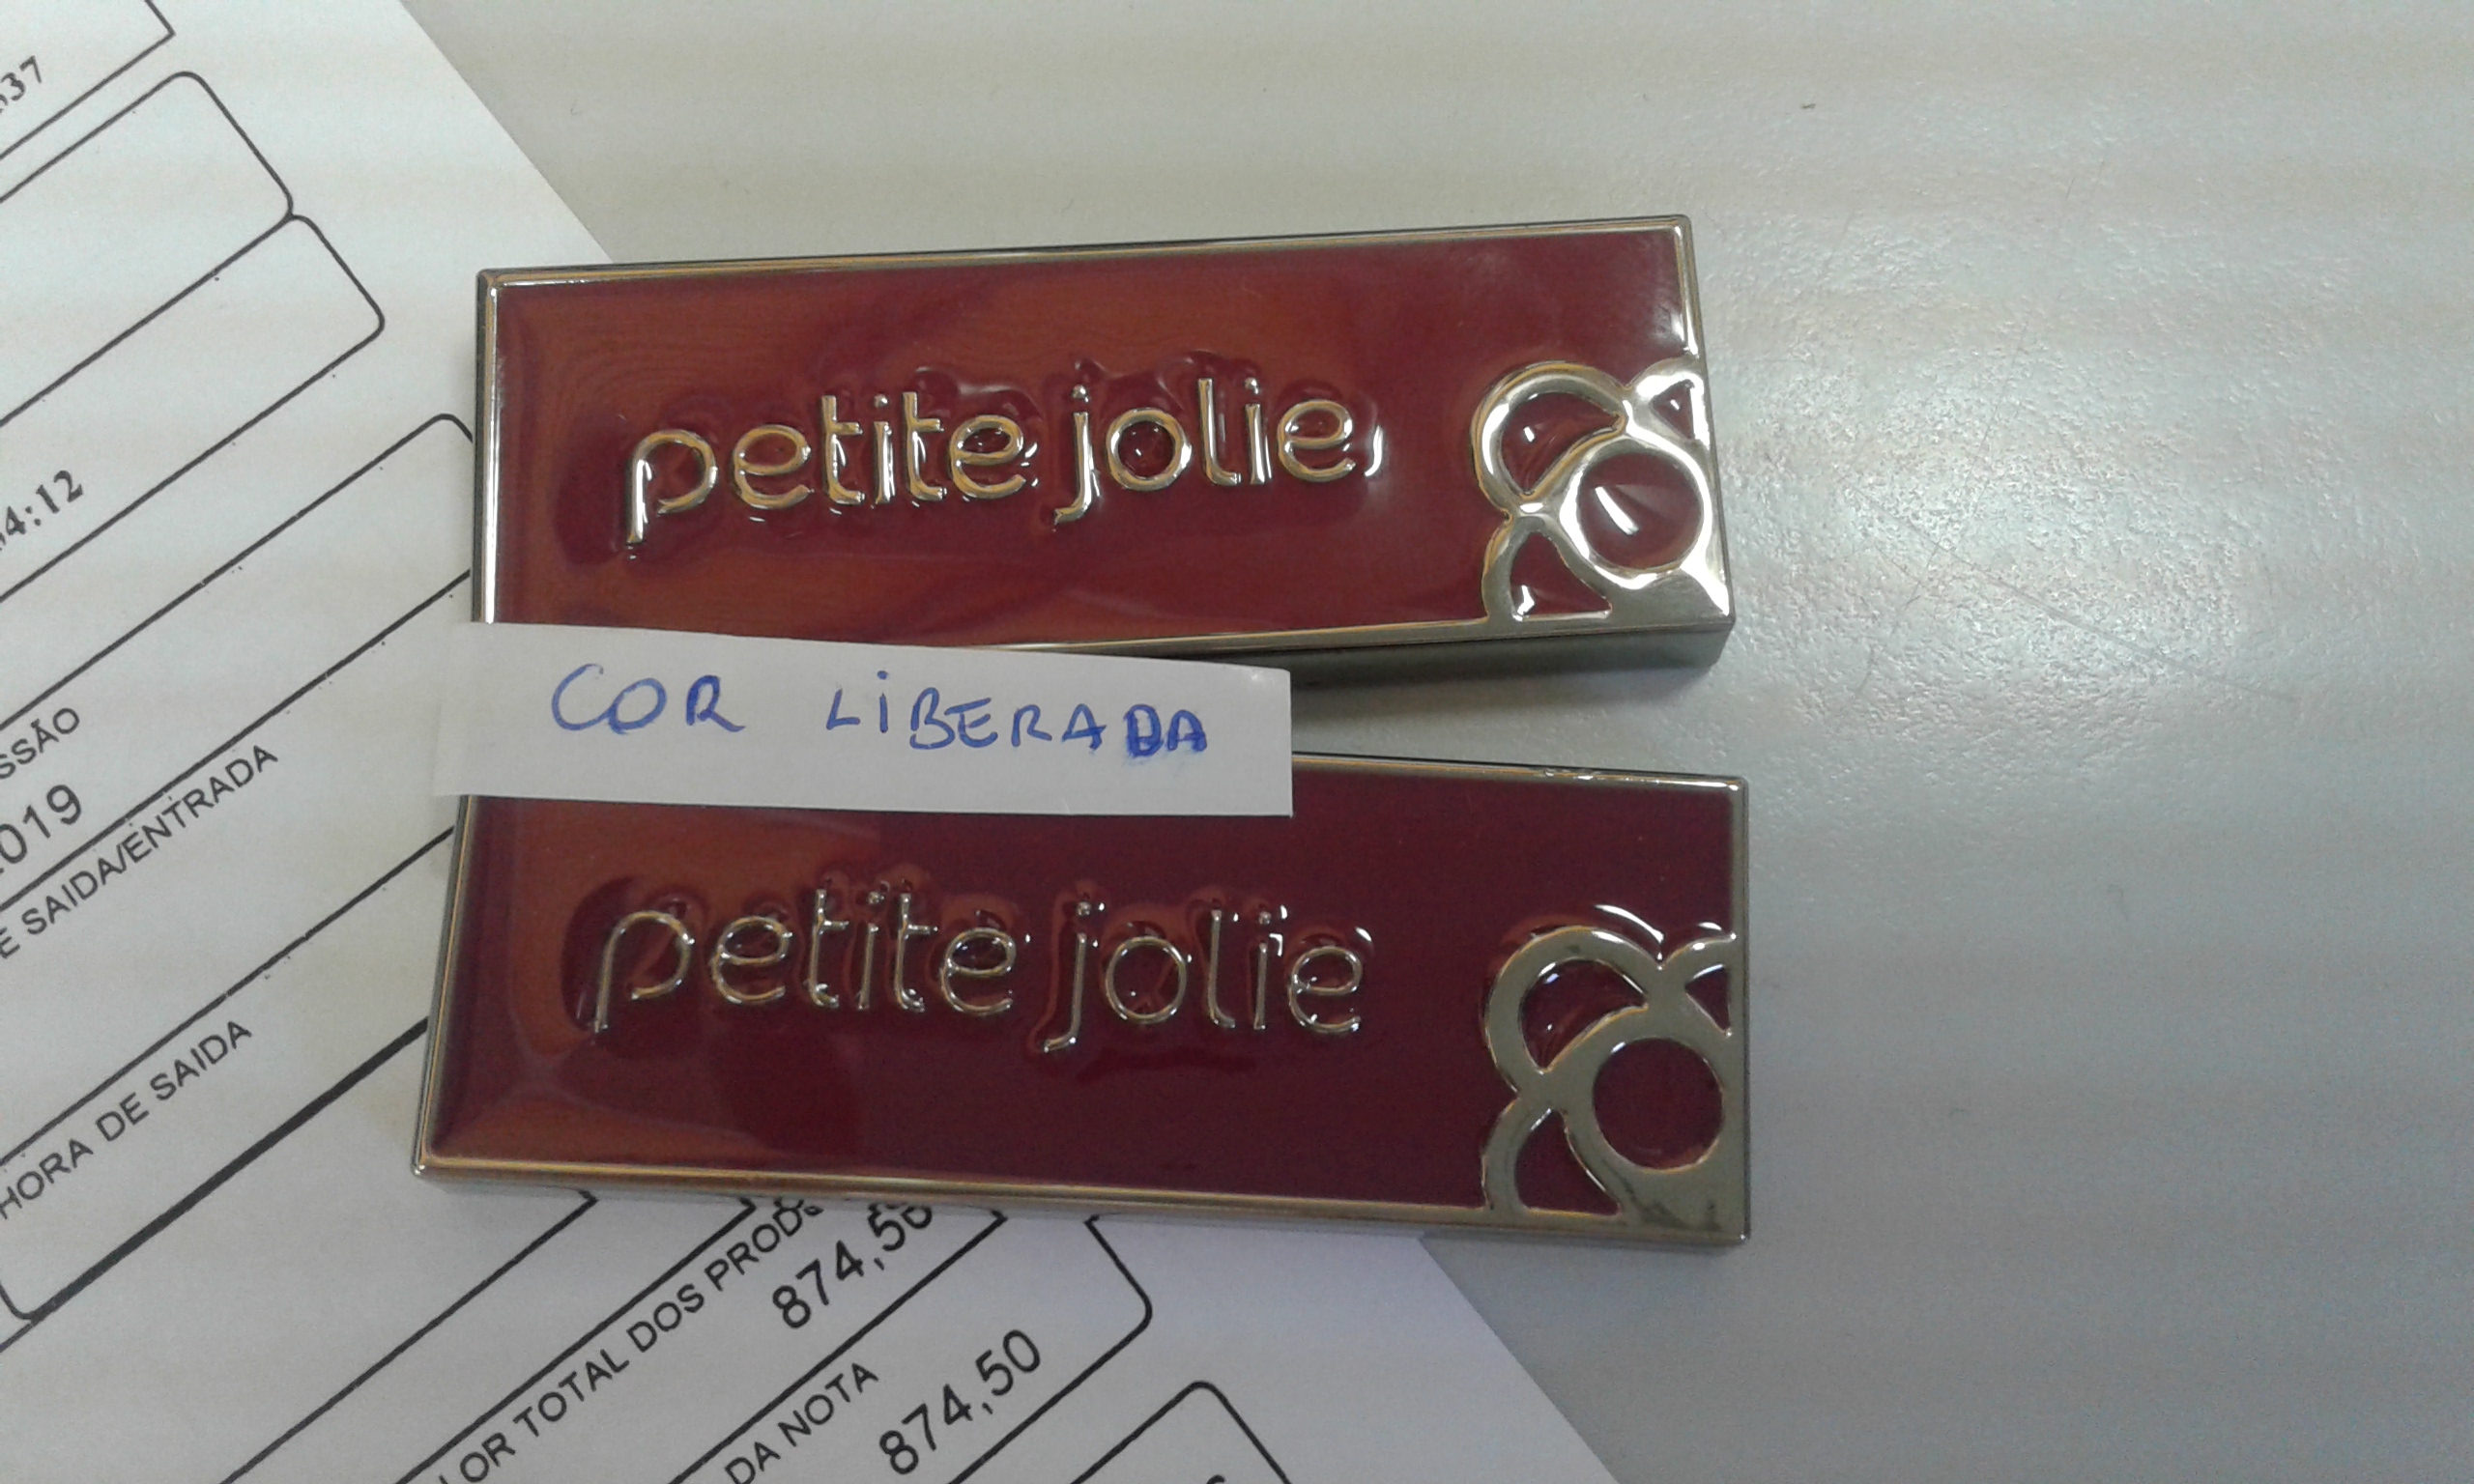 petite jolie
COR LIBERADA
petite jolie
37
4:12
SSÃO
019
E SAIDA/ENTRADA
HORA DE SAIDA
LOR TOTAL DOS PROD
874,50
DA NOTA
874,50